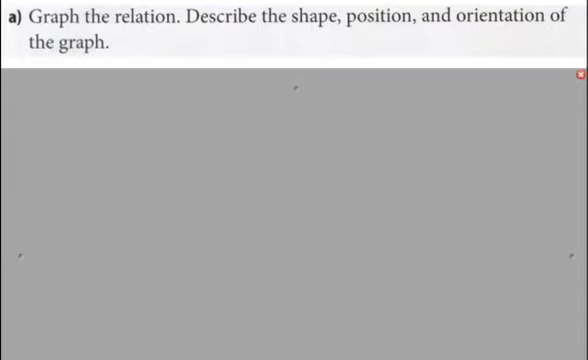 a) Graph the relation. Describe the shape, position, and orientation of
the graph.